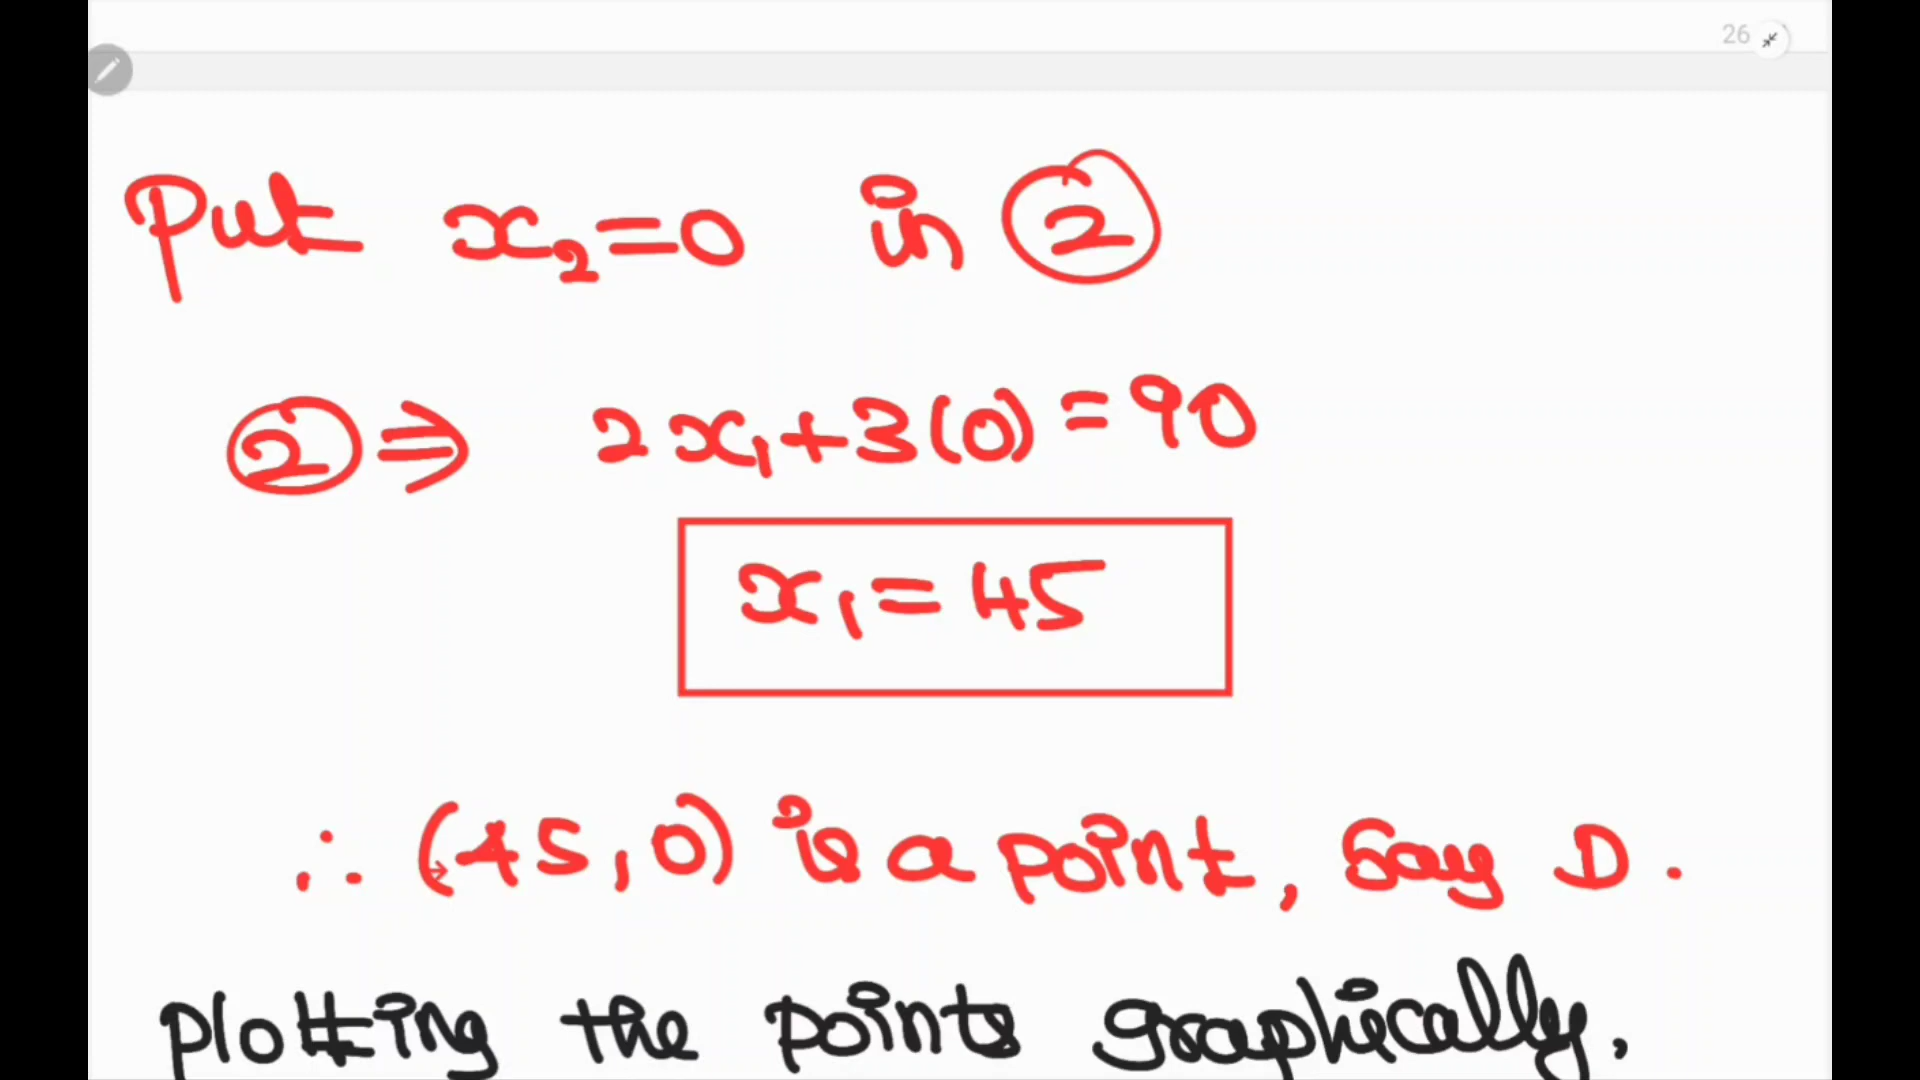 26
Put x₂=0 in ②
② ⇒ 2x₁+3(0)=90
x₁=45
∴ (45,0) is a point, Say D.
plotting the points graphically.